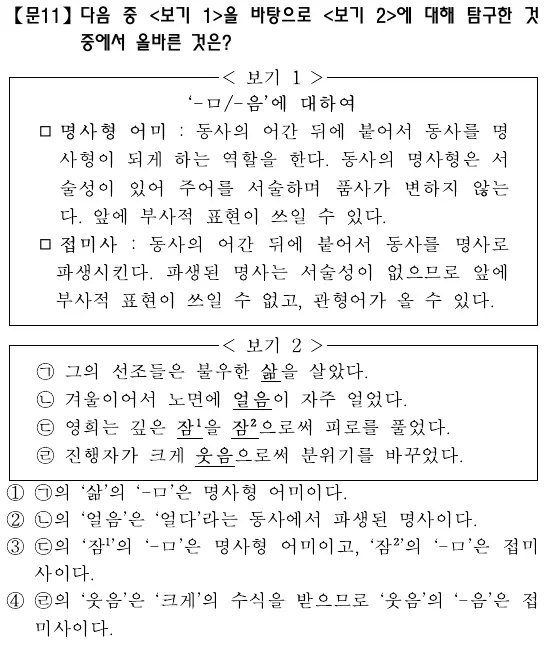 【문11】 다음 중 <보기 1>을 바탕으로 <보기 2>에 대해 탐구한 것
중에서 올바른 것은?
< 보기 1 >
‘-ㅁ/-음’에 대하여
□ 명사형 어미 : 동사의 어간 뒤에 붙어서 동사를 명
사형이 되게 하는 역할을 한다. 동사의 명사형은 서
술성이 있어 주어를 서술하며 품사가 변하지 않는
다. 앞에 부사적 표현이 쓰일 수 있다.
□ 접미사 : 동사의 어간 뒤에 붙어서 동사를 명사로
파생시킨다. 파생된 명사는 서술성이 없으므로 앞에
부사적 표현이 쓰일 수 없고, 관형어가 올 수 있다.
< 보기 2 >
㉠ 그의 선조들은 불우한 삶을 살았다.
㉡ 겨울이어서 노면에 얼음이 자주 얼었다.
㉢ 영희는 깊은 잠¹을 잠²으로써 피로를 풀었다.
㉣ 진행자가 크게 웃음으로써 분위기를 바꾸었다.
① ㉠의 ‘삶’의 ‘-ㅁ’은 명사형 어미이다.
② ㉡의 ‘얼음’은 ‘얼다’라는 동사에서 파생된 명사이다.
③ ㉢의 ‘잠¹’의 ‘-ㅁ’은 명사형 어미이고, ‘잠²’의 ‘-ㅁ’은 접미
사이다.
④ ㉣의 ‘웃음’은 ‘크게’의 수식을 받으므로 ‘웃음’의 ‘-음’은 접
미사이다.